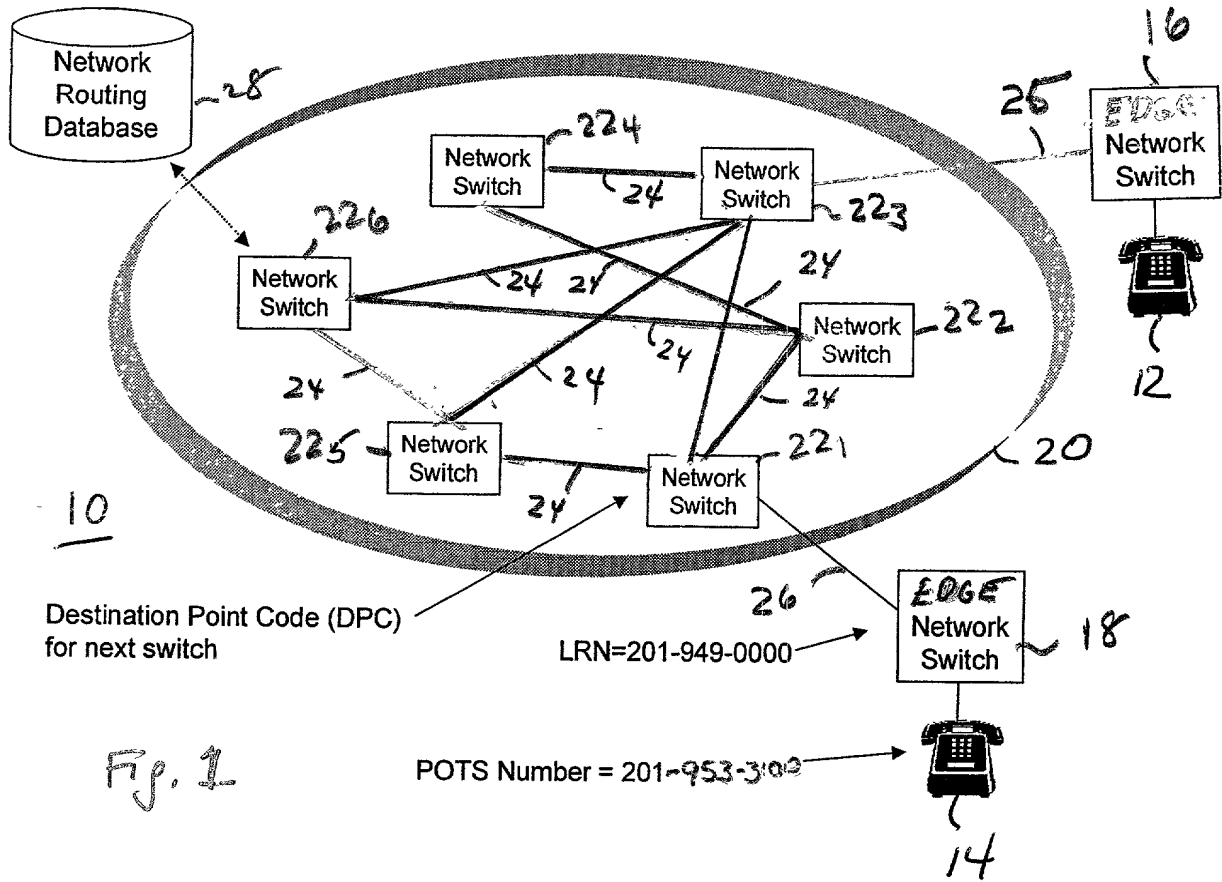 Network
Routing
Database
28
16
EDGE
Network
Switch
12
25
224
Network
Switch
24
Network
Switch
223
226
Network
Switch
24
24
24
Network
Switch
222
24
24
24
24
225
Network
Switch
24
Network
Switch
221
20
10
Destination Point Code (DPC)
for next switch
26
EDGE
Network
Switch
18
LRN=201-949-0000
Fig. 1
POTS Number = 201-953-3100
14